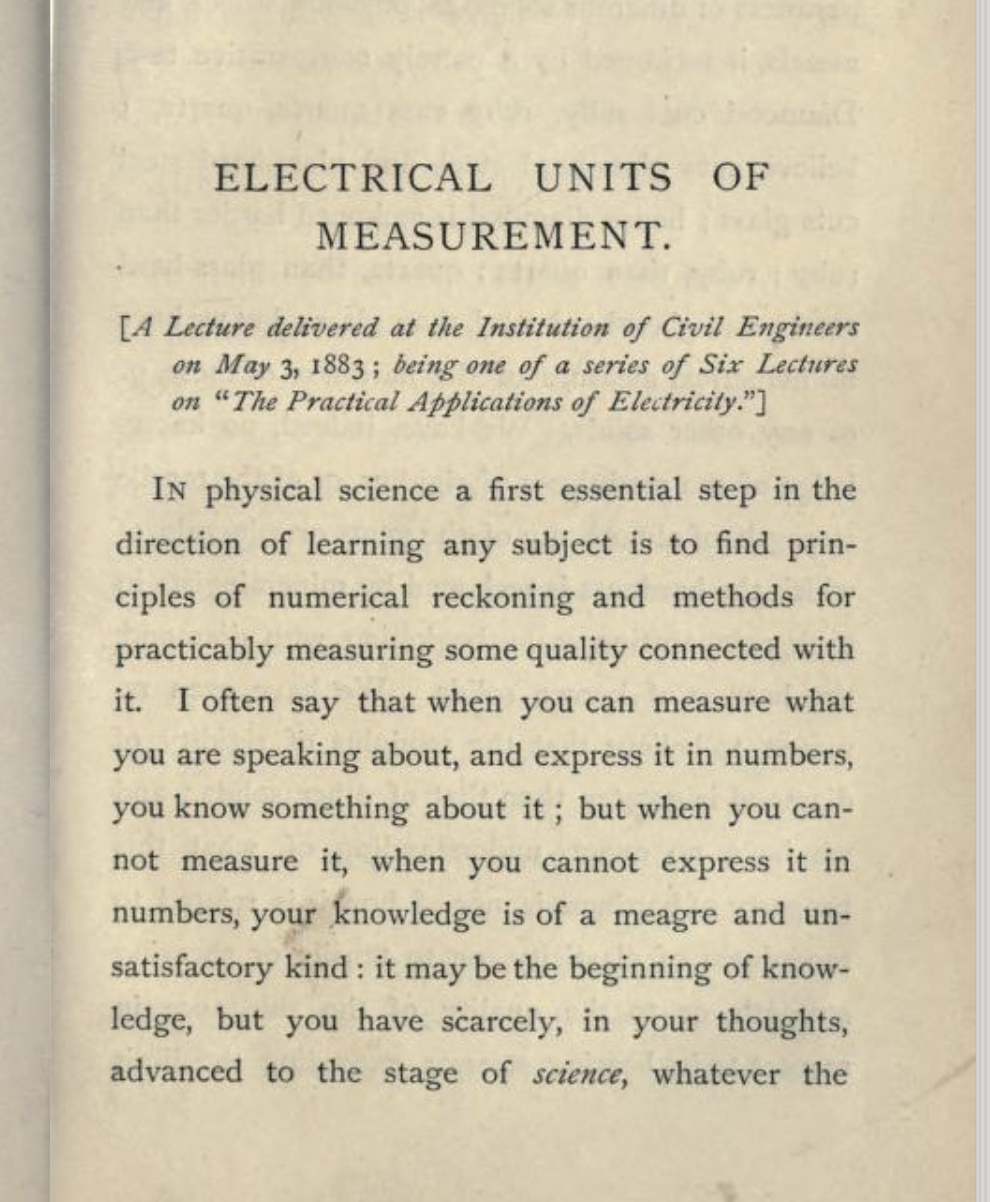 ELECTRICAL UNITS OF
MEASUREMENT.
[A Lecture delivered at the Institution of Civil Engineers
on May 3, 1883 ; being one of a series of Six Lectures
on “The Practical Applications of Electricity.”]
IN physical science a first essential step in the
direction of learning any subject is to find prin-
ciples of numerical reckoning and methods for
practicably measuring some quality connected with
it. I often say that when you can measure what
you are speaking about, and express it in numbers,
you know something about it ; but when you can-
not measure it, when you cannot express it in
numbers, your knowledge is of a meagre and un-
satisfactory kind : it may be the beginning of know-
ledge, but you have scarcely, in your thoughts,
advanced to the stage of science, whatever the